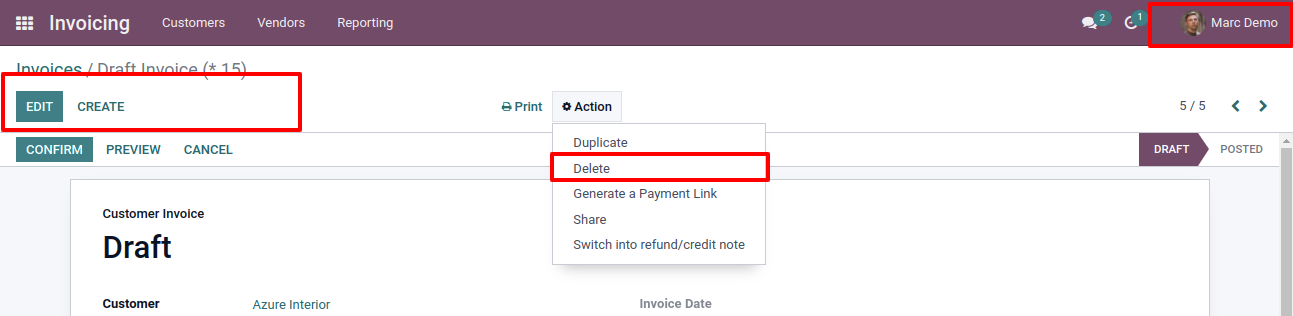 Invoicing Customers Vendors Reporting 2 1 Marc Demo
Invoices / Draft Invoice (* 15)
EDIT CREATE Print Action 5 / 5
CONFIRM PREVIEW CANCEL DRAFT POSTED
Duplicate
Delete
Generate a Payment Link
Share
Switch into refund/credit note
Customer Invoice
Draft
Customer Azure Interior Invoice Date